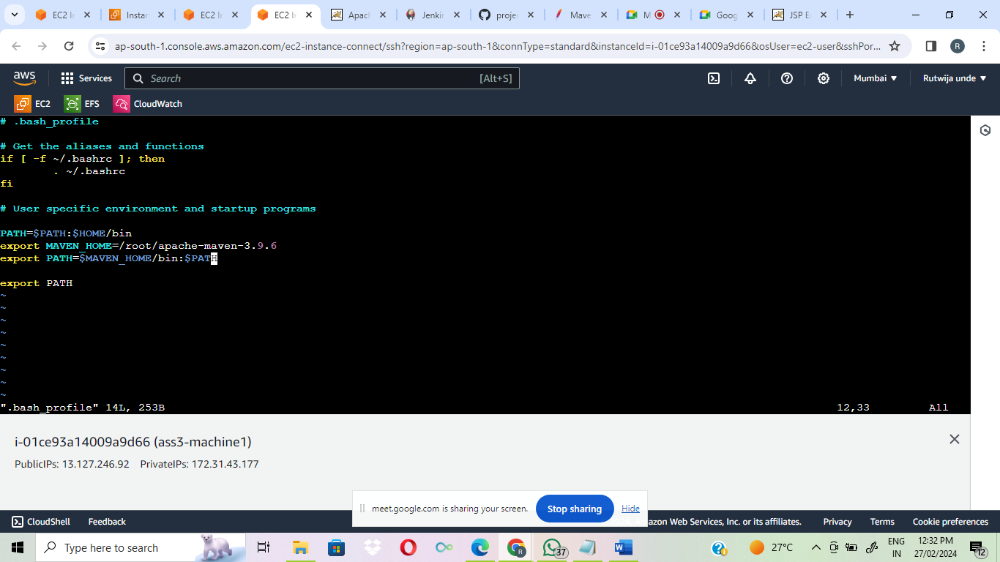 EC2 In
Instan
EC2 In
EC2 In
Apach
Jenkin
projec
Mave
M
Goog
JSP Ex
ap-south-1.console.aws.amazon.com/ec2-instance-connect/ssh?region=ap-south-1&connType=standard&instanceId=i-01ce93a14009a9d66&osUser=ec2-user&sshPor...
R
aws
Services
Search
[Alt+S]
Mumbai
Rutwija unde
EC2
EFS
CloudWatch
# .bash_profile
# Get the aliases and functions
if [ -f ~/.bashrc ]; then
. ~/.bashrc
fi
# User specific environment and startup programs
PATH=$PATH:$HOME/bin
export MAVEN_HOME=/root/apache-maven-3.9.6
export PATH=$MAVEN_HOME/bin:$PATH
export PATH
~
~
~
~
~
~
~
~
~
".bash_profile" 14L, 253B 12,33 All
i-01ce93a14009a9d66 (ass3-machine1)
PublicIPs: 13.127.246.92 PrivateIPs: 172.31.43.177
meet.google.com is sharing your screen.
Stop sharing
Hide
CloudShell
Feedback
azon Web Services, Inc. or its affiliates.
Privacy
Terms
Cookie preferences
Type here to search
R
37
W
27°C
ENG
IN
12:32 PM
27/02/2024
12